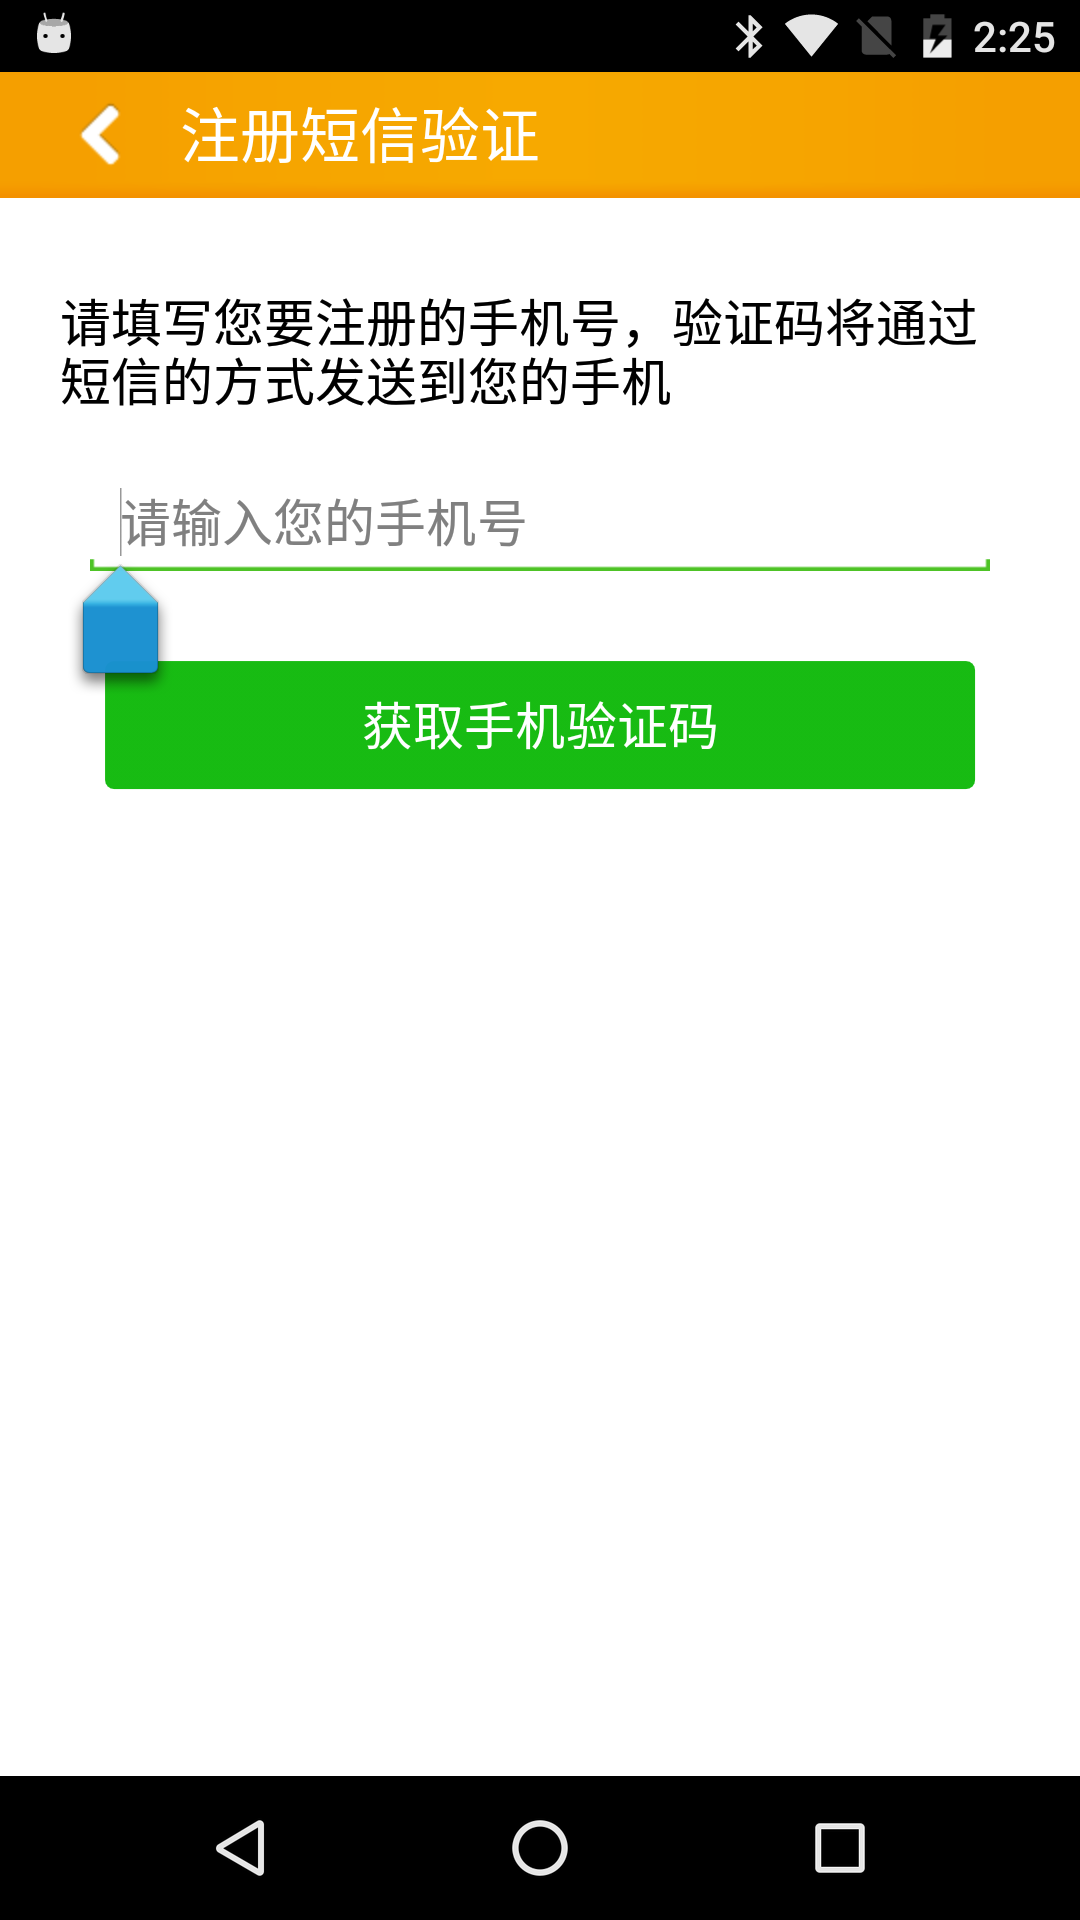 2:25
注册短信验证
请填写您要注册的手机号，验证码将通过
短信的方式发送到您的手机
请输入您的手机号
获取手机验证码